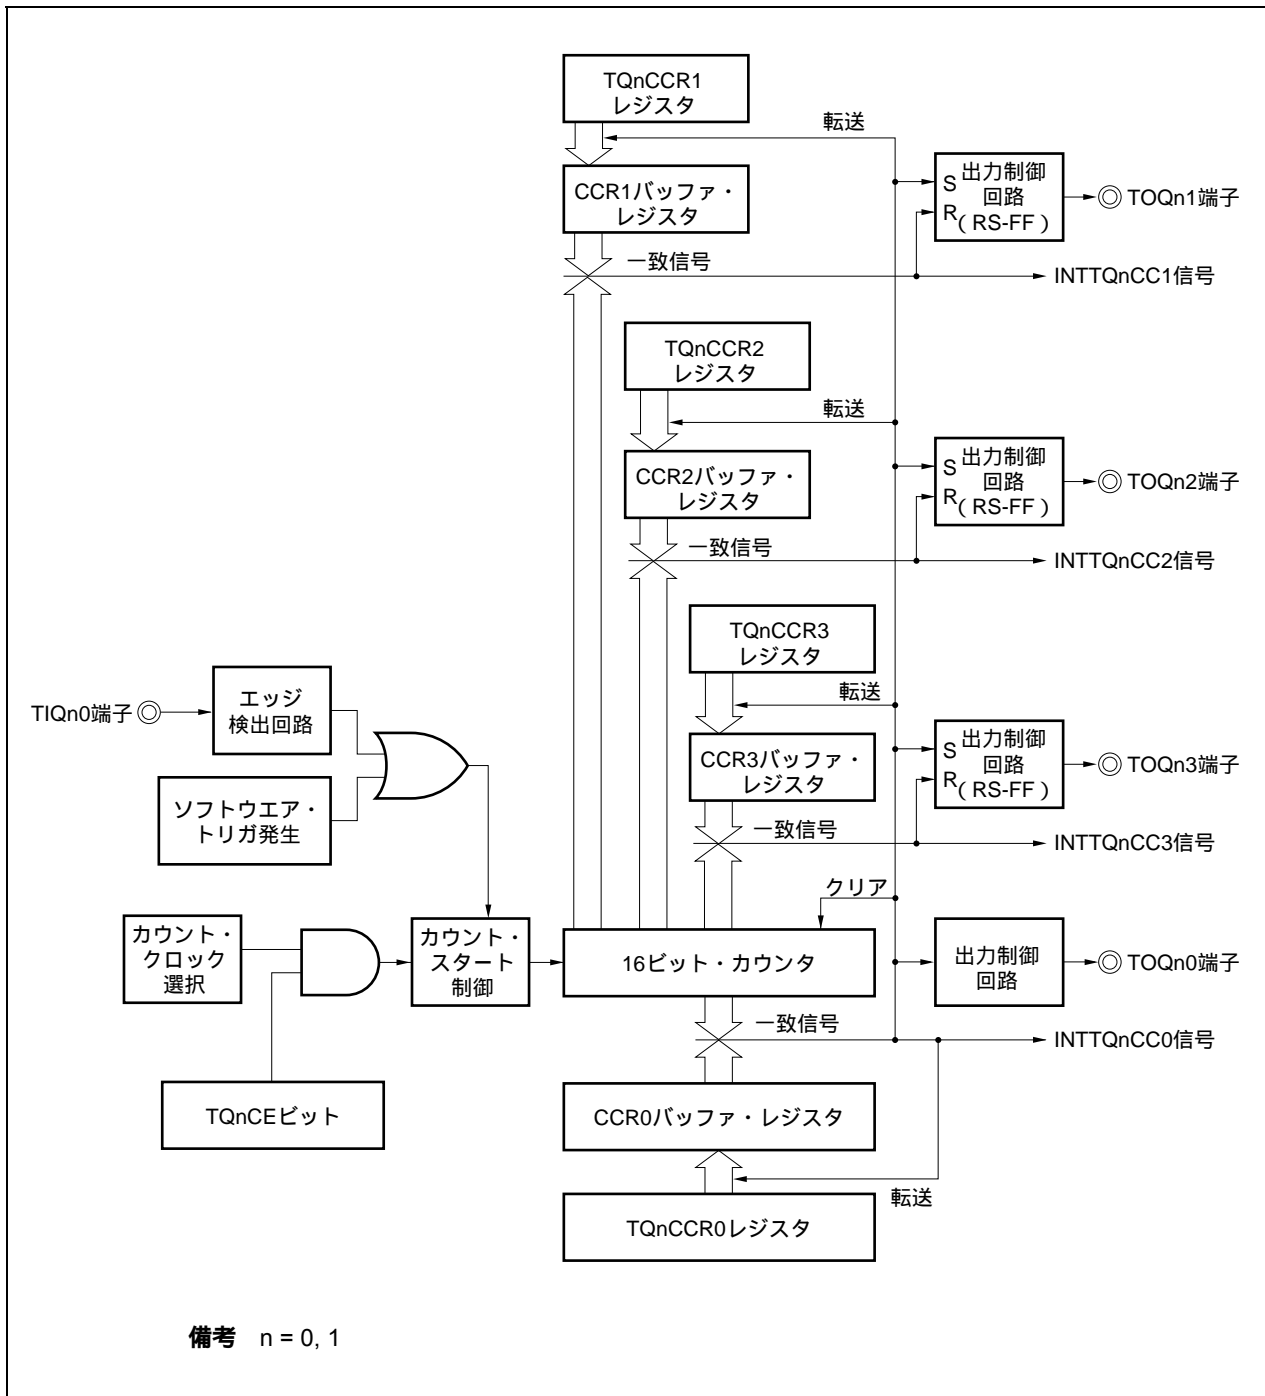 TQnCCR1
レジスタ
転送
CCR1バッファ・
レジスタ
S
R
出力制御
回路
( RS-FF )
TOQn1端子
一致信号
INTTQnCC1信号
TQnCCR2
レジスタ
転送
CCR2バッファ・
レジスタ
S
R
出力制御
回路
( RS-FF )
TOQn2端子
一致信号
INTTQnCC2信号
TQnCCR3
レジスタ
転送
TIQn0端子
エッジ
検出回路
CCR3バッファ・
レジスタ
S
R
出力制御
回路
( RS-FF )
TOQn3端子
ソフトウエア・
トリガ発生
一致信号
INTTQnCC3信号
クリア
カウント・
クロック
選択
カウント・
スタート
制御
16ビット・カウンタ
出力制御
回路
TOQn0端子
一致信号
INTTQnCC0信号
TQnCEビット
CCR0バッファ・レジスタ
転送
TQnCCR0レジスタ
備考 n = 0, 1